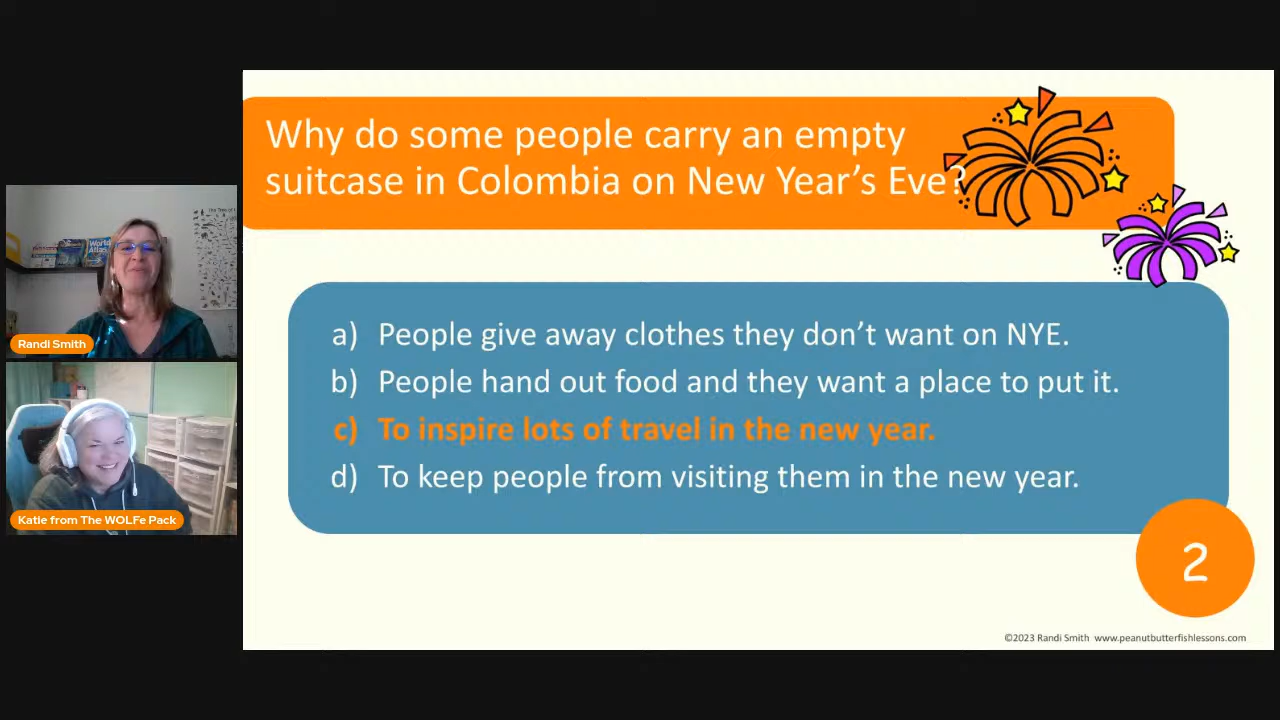 Why do some people carry an empty
suitcase in Colombia on New Year's Eve?
a) People give away clothes they don't want on NYE.
b) People hand out food and they want a place to put it.
c) To inspire lots of travel in the new year.
d) To keep people from visiting them in the new year.
2
©2023 Randi Smith www.peanutbutterfishlessons.com
World
Atlas
Randi Smith
Katie from The WOLFe Pack